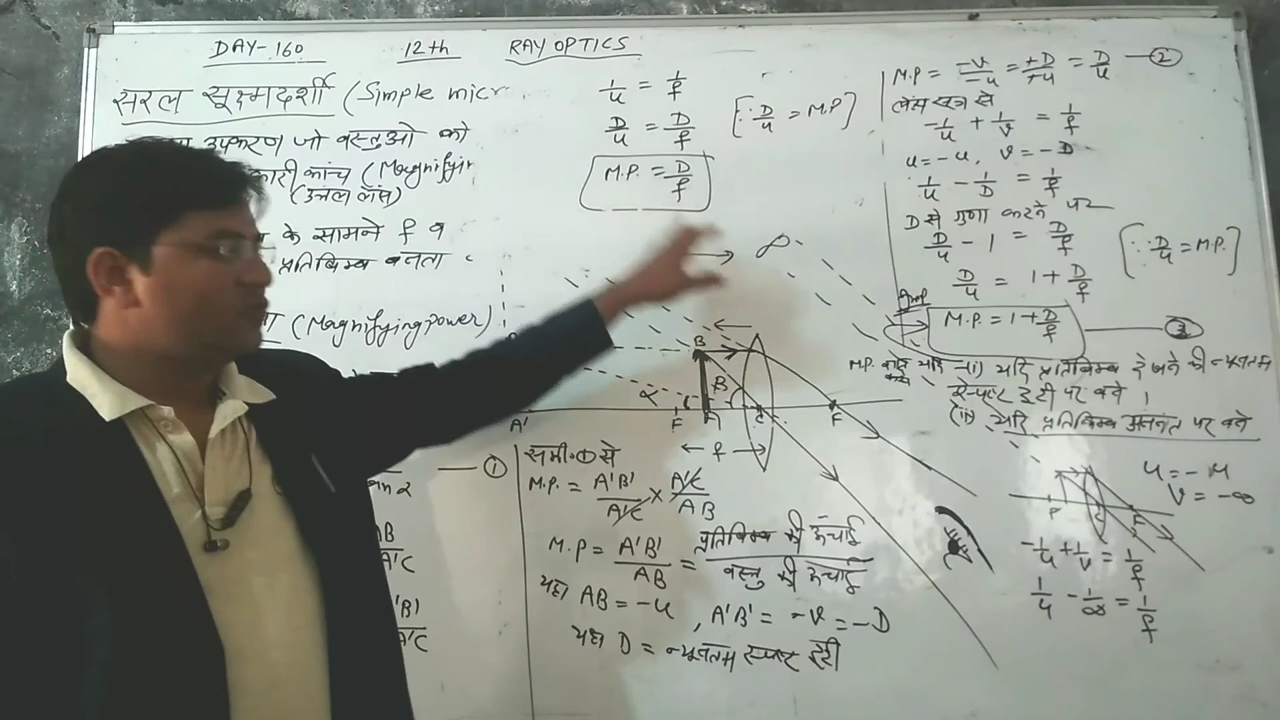 DAY-160 12th RAY OPTICS
सरल सूक्ष्मदर्शी (Simple micr
उपकरण जो वस्तुओ को
कारी कांच (Magnifyin
(उत्तल लॅस)
के सामने f व
प्रतिबिम्ब बनता
(Magnifying power)
1/u = 1/f
D/u = D/f [∵ D/u = M.P]
M.P. = D/f
∞
B
α β
A' F A C F
← f →
①
AB
A'C
'B'
A'C
समी.① से
M.P. = A'B'/A'C × A'C/AB
M.P = A'B'/AB = प्रतिबिम्ब की ऊंचाई/वस्तु की ऊंचाई
यहा AB = -u, A'B' = -v = -D
यहा D = न्यूनतम स्पष्ट दृष्टी
M.P = -v/-u = +D/+u = D/u — ②
लेंस सूत्र से
-1/u + 1/v = 1/f
u = -u, v = -D
1/u - 1/D = 1/f
D से गुणा करने पर
D/u - 1 = D/f
D/u = 1 + D/f [∵ D/u = M.P.]
M.P. = 1 + D/f — ③
(i) यदि प्रतिबिम्ब देखने की न्यूनतम
स्पष्ट दृष्टी पर बने।
(ii) यदि प्रतिबिम्ब अनन्त पर बने
u = -u
v = -∞
F C F
-1/u + 1/v = 1/f
1/u - 1/∞ = 1/f